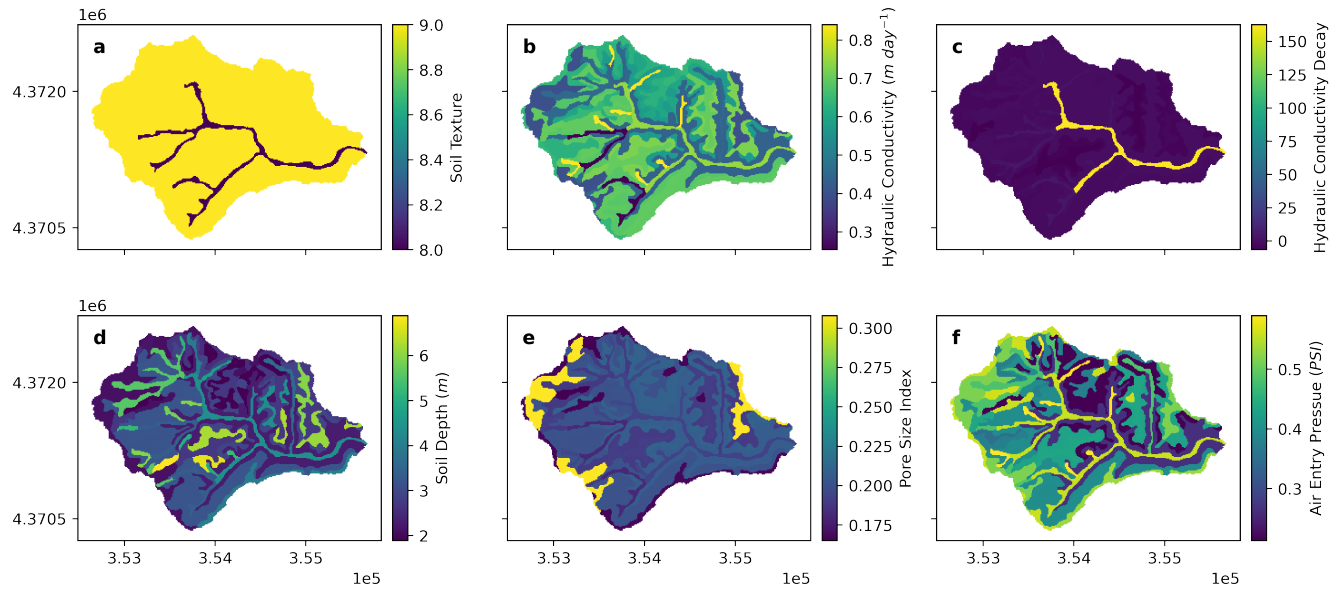 1e6
a
4.3720
4.3705
9.0
8.8
8.6
8.4
8.2
8.0
Soil Texture
b
0.8
0.7
0.6
0.5
0.4
0.3
Hydraulic Conductivity (m day⁻¹)
c
150
125
100
75
50
25
0
Hydraulic Conductivity Decay
1e6
d
4.3720
4.3705
3.53
3.54
3.55
1e5
6
5
4
3
2
Soil Depth (m)
e
3.53
3.54
3.55
1e5
0.300
0.275
0.250
0.225
0.200
0.175
Pore Size Index
f
3.53
3.54
3.55
1e5
0.5
0.4
0.3
Air Entry Pressue (PSI)